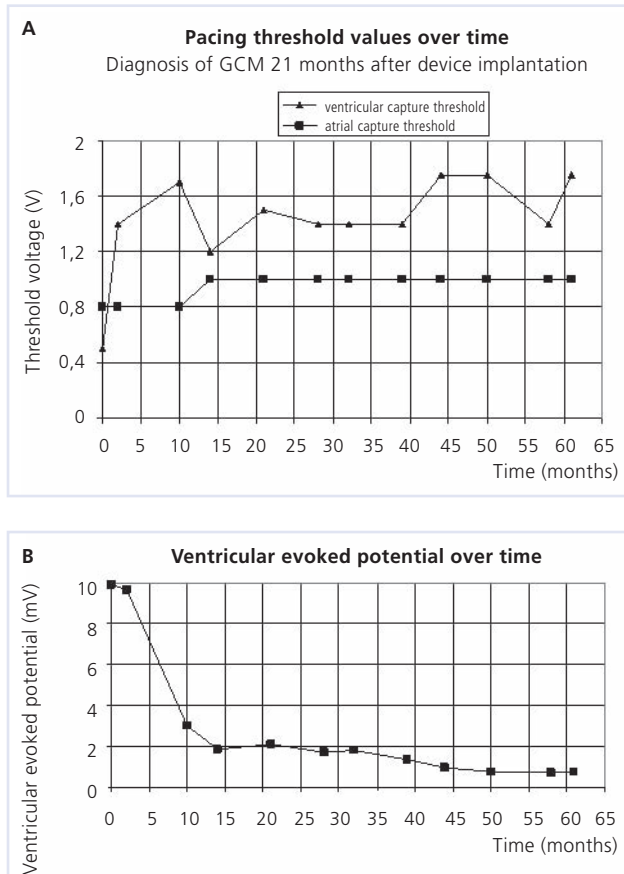 A
Pacing threshold values over time
Diagnosis of GCM 21 months after device implantation
ventricular capture threshold
atrial capture threshold
Threshold voltage (V)
2
1,6
1,2
0,8
0,4
0
0 5 10 15 20 25 30 35 40 45 50 55 60 65
Time (months)
B
Ventricular evoked potential over time
Ventricular evoked potential (mV)
10
8
6
4
2
0
0 5 10 15 20 25 30 35 40 45 50 55 60 65
Time (months)